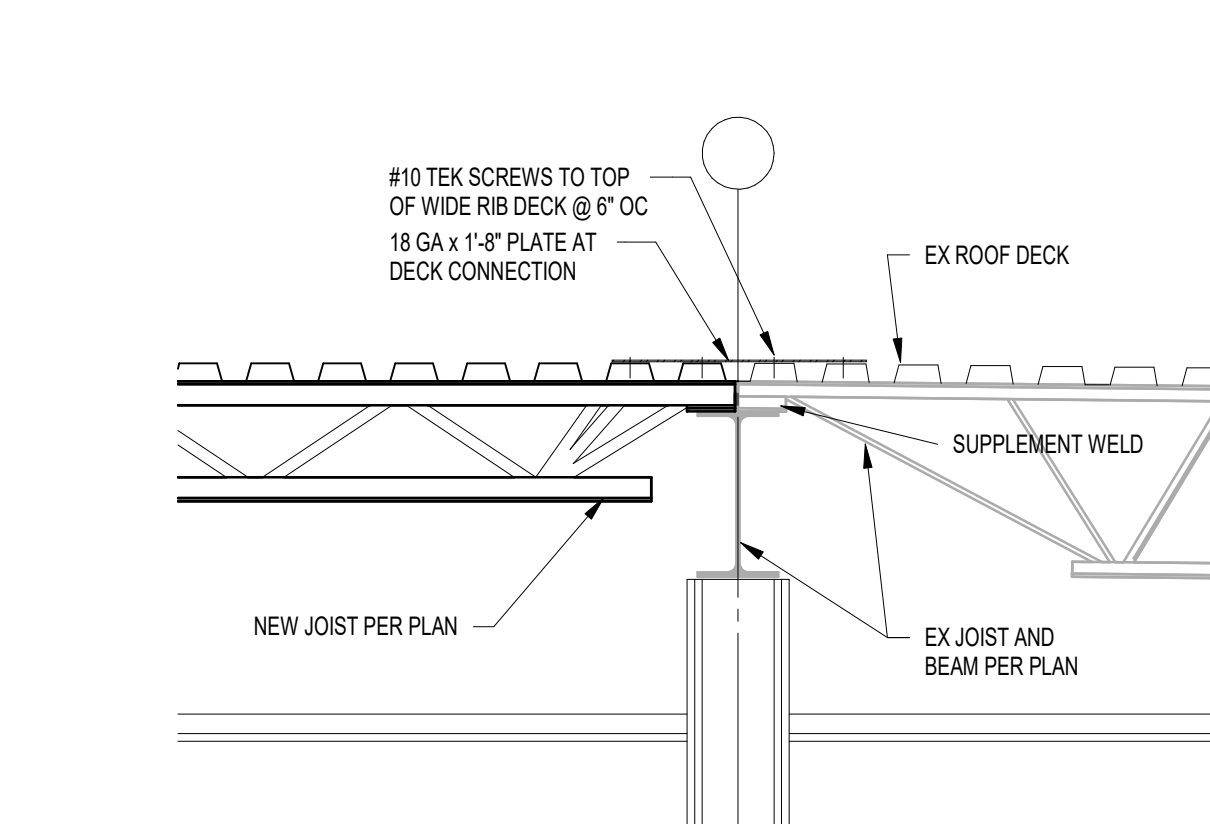 #10 TEK SCREWS TO TOP
OF WIDE RIB DECK @ 6" OC
18 GA x 1'-8" PLATE AT
DECK CONNECTION
EX ROOF DECK
SUPPLEMENT WELD
NEW JOIST PER PLAN
EX JOIST AND
BEAM PER PLAN